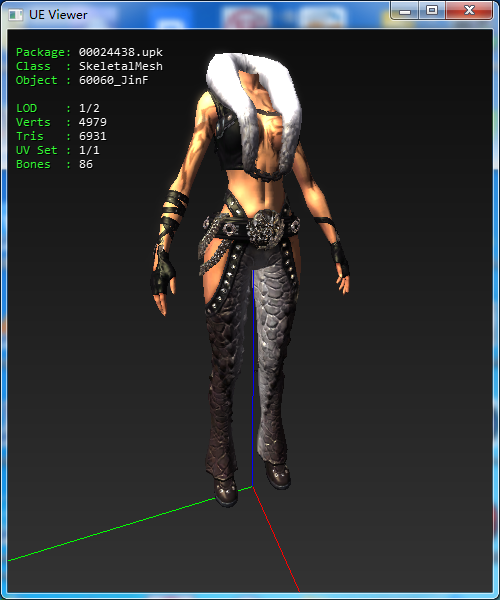 UE Viewer
Package: 00024438.upk
Class : SkeletalMesh
Object : 60060_JinF
LOD : 1/2
Verts : 4979
Tris : 6931
UV Set : 1/1
Bones : 86